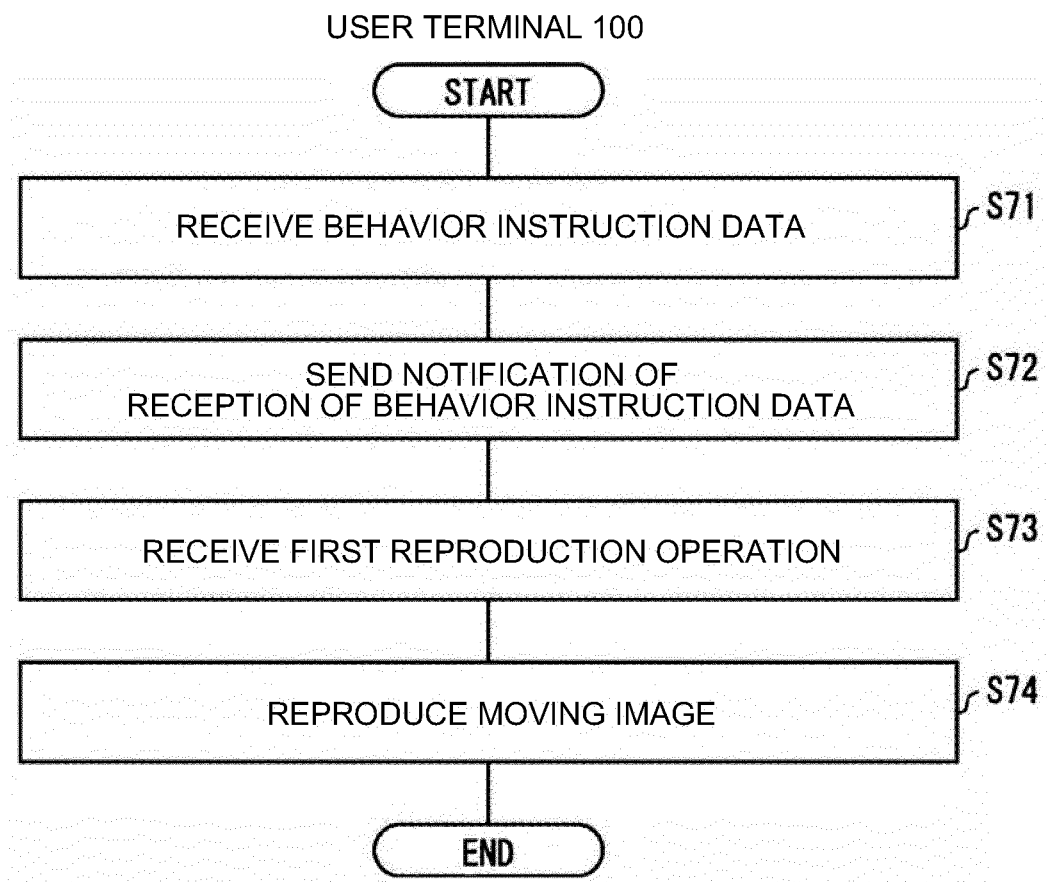 USER TERMINAL 100
START
RECEIVE BEHAVIOR INSTRUCTION DATA
S71
SEND NOTIFICATION OF
RECEPTION OF BEHAVIOR INSTRUCTION DATA
S72
RECEIVE FIRST REPRODUCTION OPERATION
S73
REPRODUCE MOVING IMAGE
S74
END